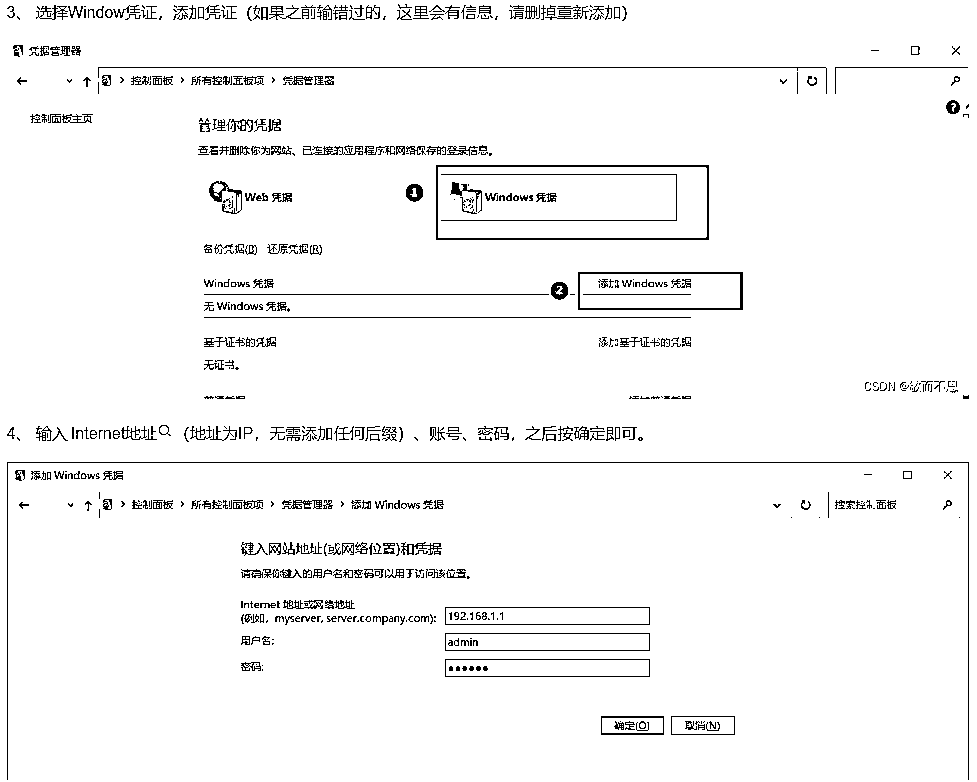 3、 选择Window凭证，添加凭证（如果之前输错过的，这里会有信息，请删掉重新添加）
凭据管理器
控制面板 > 所有控制面板项 > 凭据管理器
控制面板主页
管理你的凭据
查看并删除你为网站、已连接的应用程序和网络保存的登录信息。
Web 凭据
1
Windows 凭据
备份凭据(B) 还原凭据(R)
Windows 凭据
2
添加 Windows 凭据
无 Windows 凭据。
基于证书的凭据
添加基于证书的凭据
无证书。
普通凭据
添加普通凭据
CSDN @敏而不思
4、 输入 Internet地址（地址为IP，无需添加任何后缀）、账号、密码，之后按确定即可。
添加 Windows 凭据
控制面板 > 所有控制面板项 > 凭据管理器 > 添加 Windows 凭据
搜索控制面板
键入网站地址(或网络位置)和凭据
请确保你键入的用户名和密码可以用于访问该位置。
Internet 地址或网络地址
(例如，myserver, server.company.com):
192.168.1.1
用户名:
admin
密码:
●●●●●●
确定(O)
取消(N)